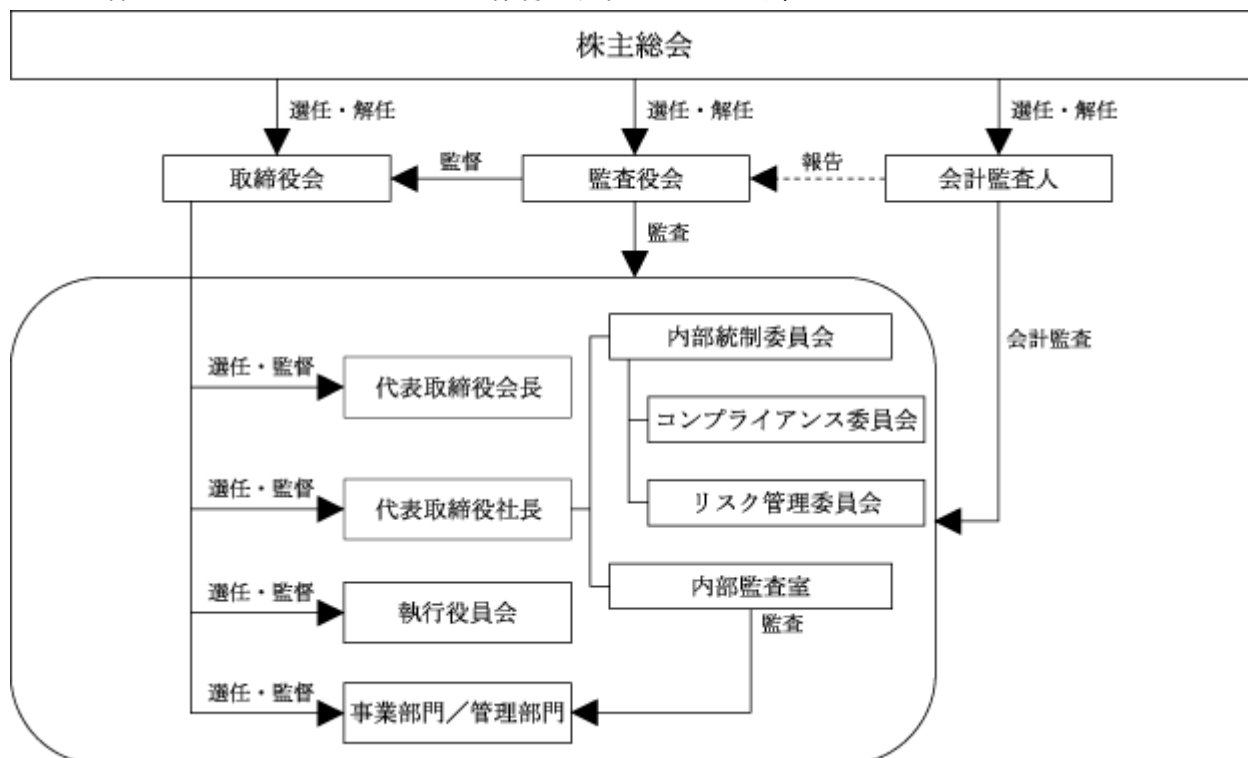 株主総会
選任・解任
選任・解任
選任・解任
取締役会
監督
監査役会
報告
会計監査人
監査
内部統制委員会
会計監査
選任・監督
代表取締役会長
コンプライアンス委員会
選任・監督
代表取締役社長
リスク管理委員会
内部監査室
選任・監督
執行役員会
監査
選任・監督
事業部門／管理部門